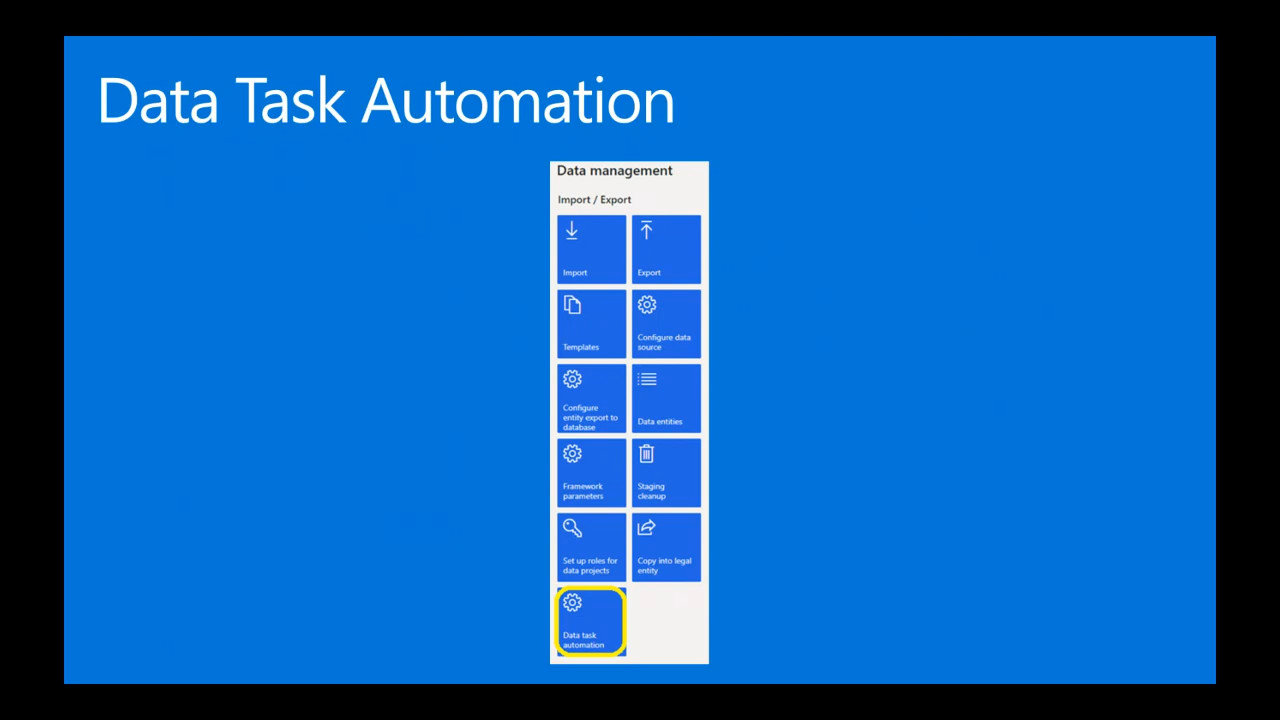 Data Task Automation
Data management
Import / Export
Import
Export
Templates
Configure data
source
Configure
entity export to
database
Data entities
Framework
parameters
Staging
cleanup
Set up roles for
data projects
Copy into legal
entity
Data task
automation